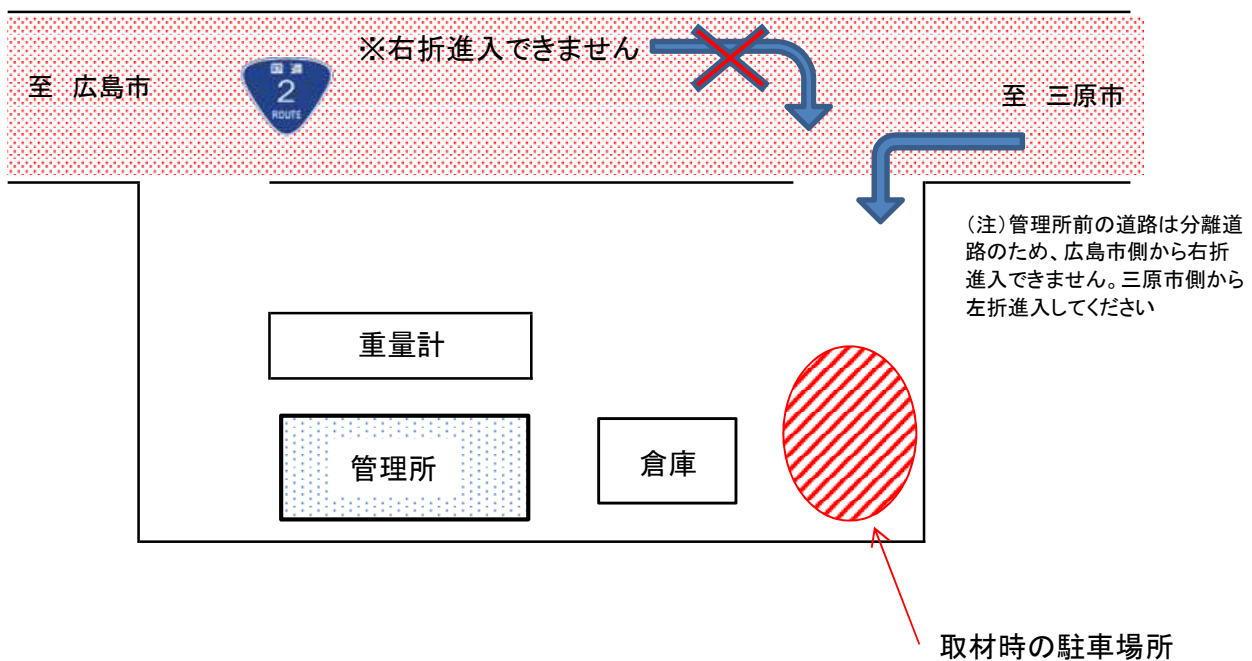 ※右折進入できません
至 広島市
国道
2
ROUTE
至 三原市
(注)管理所前の道路は分離道
路のため、広島市側から右折
進入できません。三原市側から
左折進入してください
重量計
管理所
倉庫
取材時の駐車場所